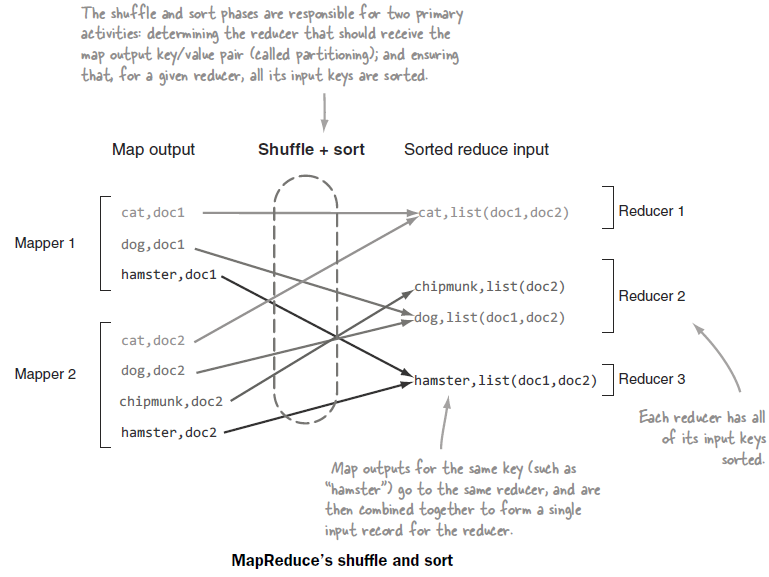 The shuffle and sort phases are responsible for two primary
activities: determining the reducer that should receive the
map output key/value pair (called partitioning); and ensuring
that, for a given reducer, all its input keys are sorted.
Map output
Shuffle + sort
Sorted reduce input
Mapper 1
cat,doc1
dog,doc1
hamster,doc1
Mapper 2
cat,doc2
dog,doc2
chipmunk,doc2
hamster,doc2
cat,list(doc1,doc2)
Reducer 1
chipmunk,list(doc2)
dog,list(doc1,doc2)
Reducer 2
hamster,list(doc1,doc2)
Reducer 3
Each reducer has all
of its input keys
sorted.
Map outputs for the same key (such as
"hamster") go to the same reducer, and are
then combined together to form a single
input record for the reducer.
MapReduce's shuffle and sort